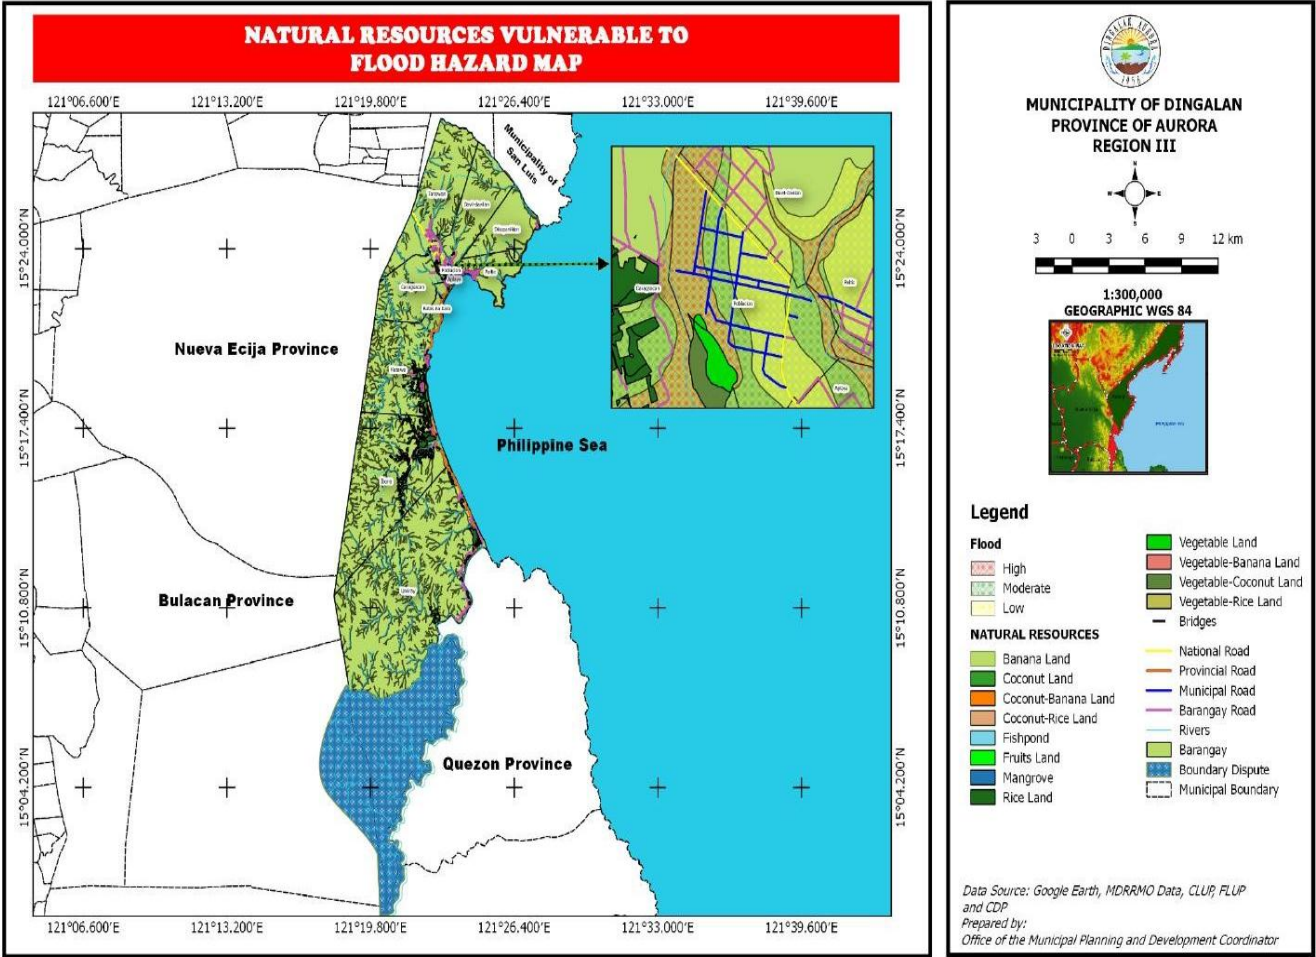 NATURAL RESOURCES VULNERABLE TO
FLOOD HAZARD MAP
121°06.600'E
121°13.200'E
121°19.800'E
121°26.400'E
121°33.000'E
121°39.600'E
15°24.000'N
15°17.400'N
15°10.800'N
15°04.200'N
15°24.000'N
15°17.400'N
15°10.800'N
15°04.200'N
Municipality of
San Luis
Nueva Ecija Province
Philippine Sea
Bulacan Province
Quezon Province
Poblacion
121°06.600'E
121°13.200'E
121°19.800'E
121°26.400'E
121°33.000'E
121°39.600'E
DINGALAN, AURORA
1956
MUNICIPALITY OF DINGALAN
PROVINCE OF AURORA
REGION III
N
W
E
S
3 0 3 6 9 12 km
1:300,000
GEOGRAPHIC WGS 84
Legend
Flood
High
Moderate
Low
NATURAL RESOURCES
Banana Land
Coconut Land
Coconut-Banana Land
Coconut-Rice Land
Fishpond
Fruits Land
Mangrove
Rice Land
Vegetable Land
Vegetable-Banana Land
Vegetable-Coconut Land
Vegetable-Rice Land
Bridges
National Road
Provincial Road
Municipal Road
Barangay Road
Rivers
Barangay
Boundary Dispute
Municipal Boundary
Data Source: Google Earth, MDRRMO Data, CLUP, FLUP
and CDP
Prepared by:
Office of the Municipal Planning and Development Coordinator